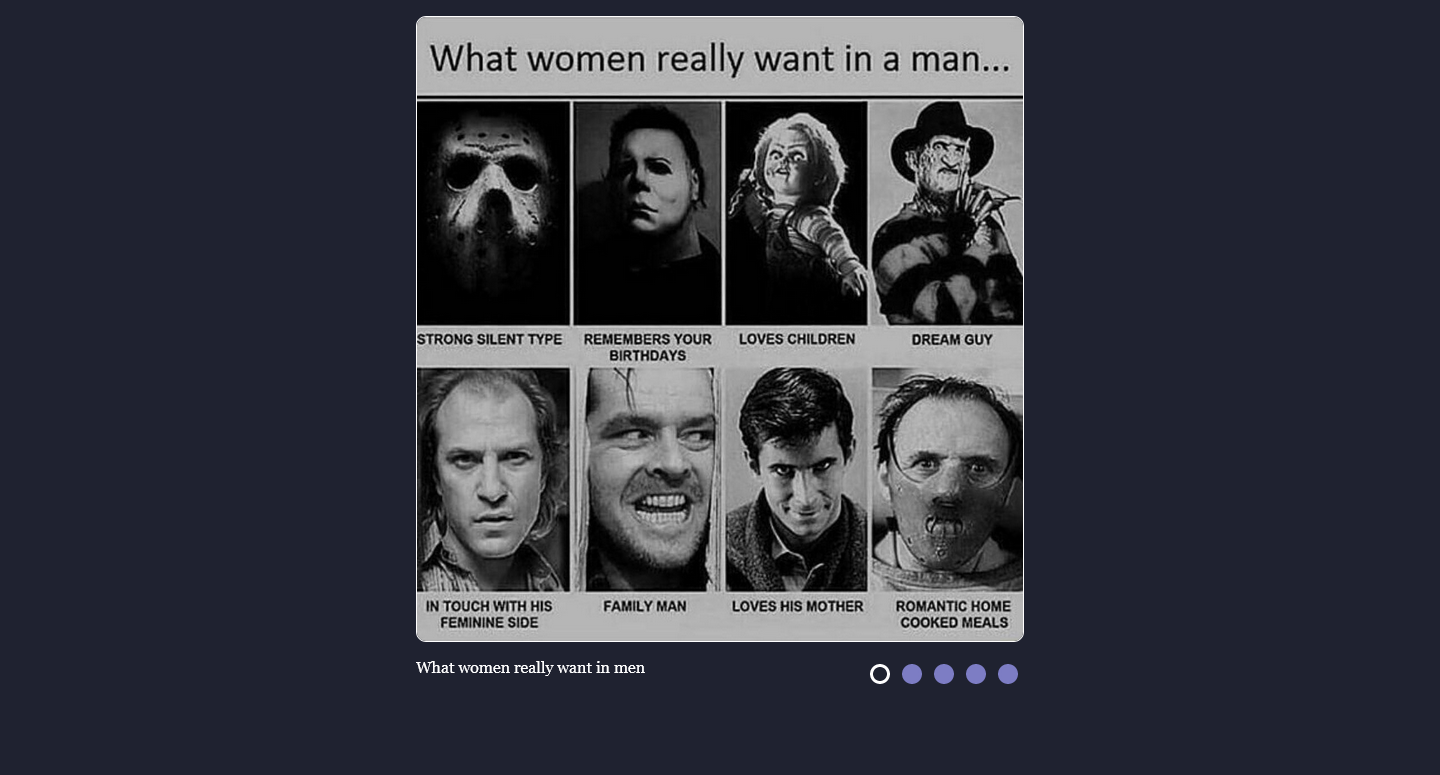 What women really want in a man...
STRONG SILENT TYPE
REMEMBERS YOUR
BIRTHDAYS
LOVES CHILDREN
DREAM GUY
IN TOUCH WITH HIS
FEMININE SIDE
FAMILY MAN
LOVES HIS MOTHER
ROMANTIC HOME
COOKED MEALS
What women really want in men